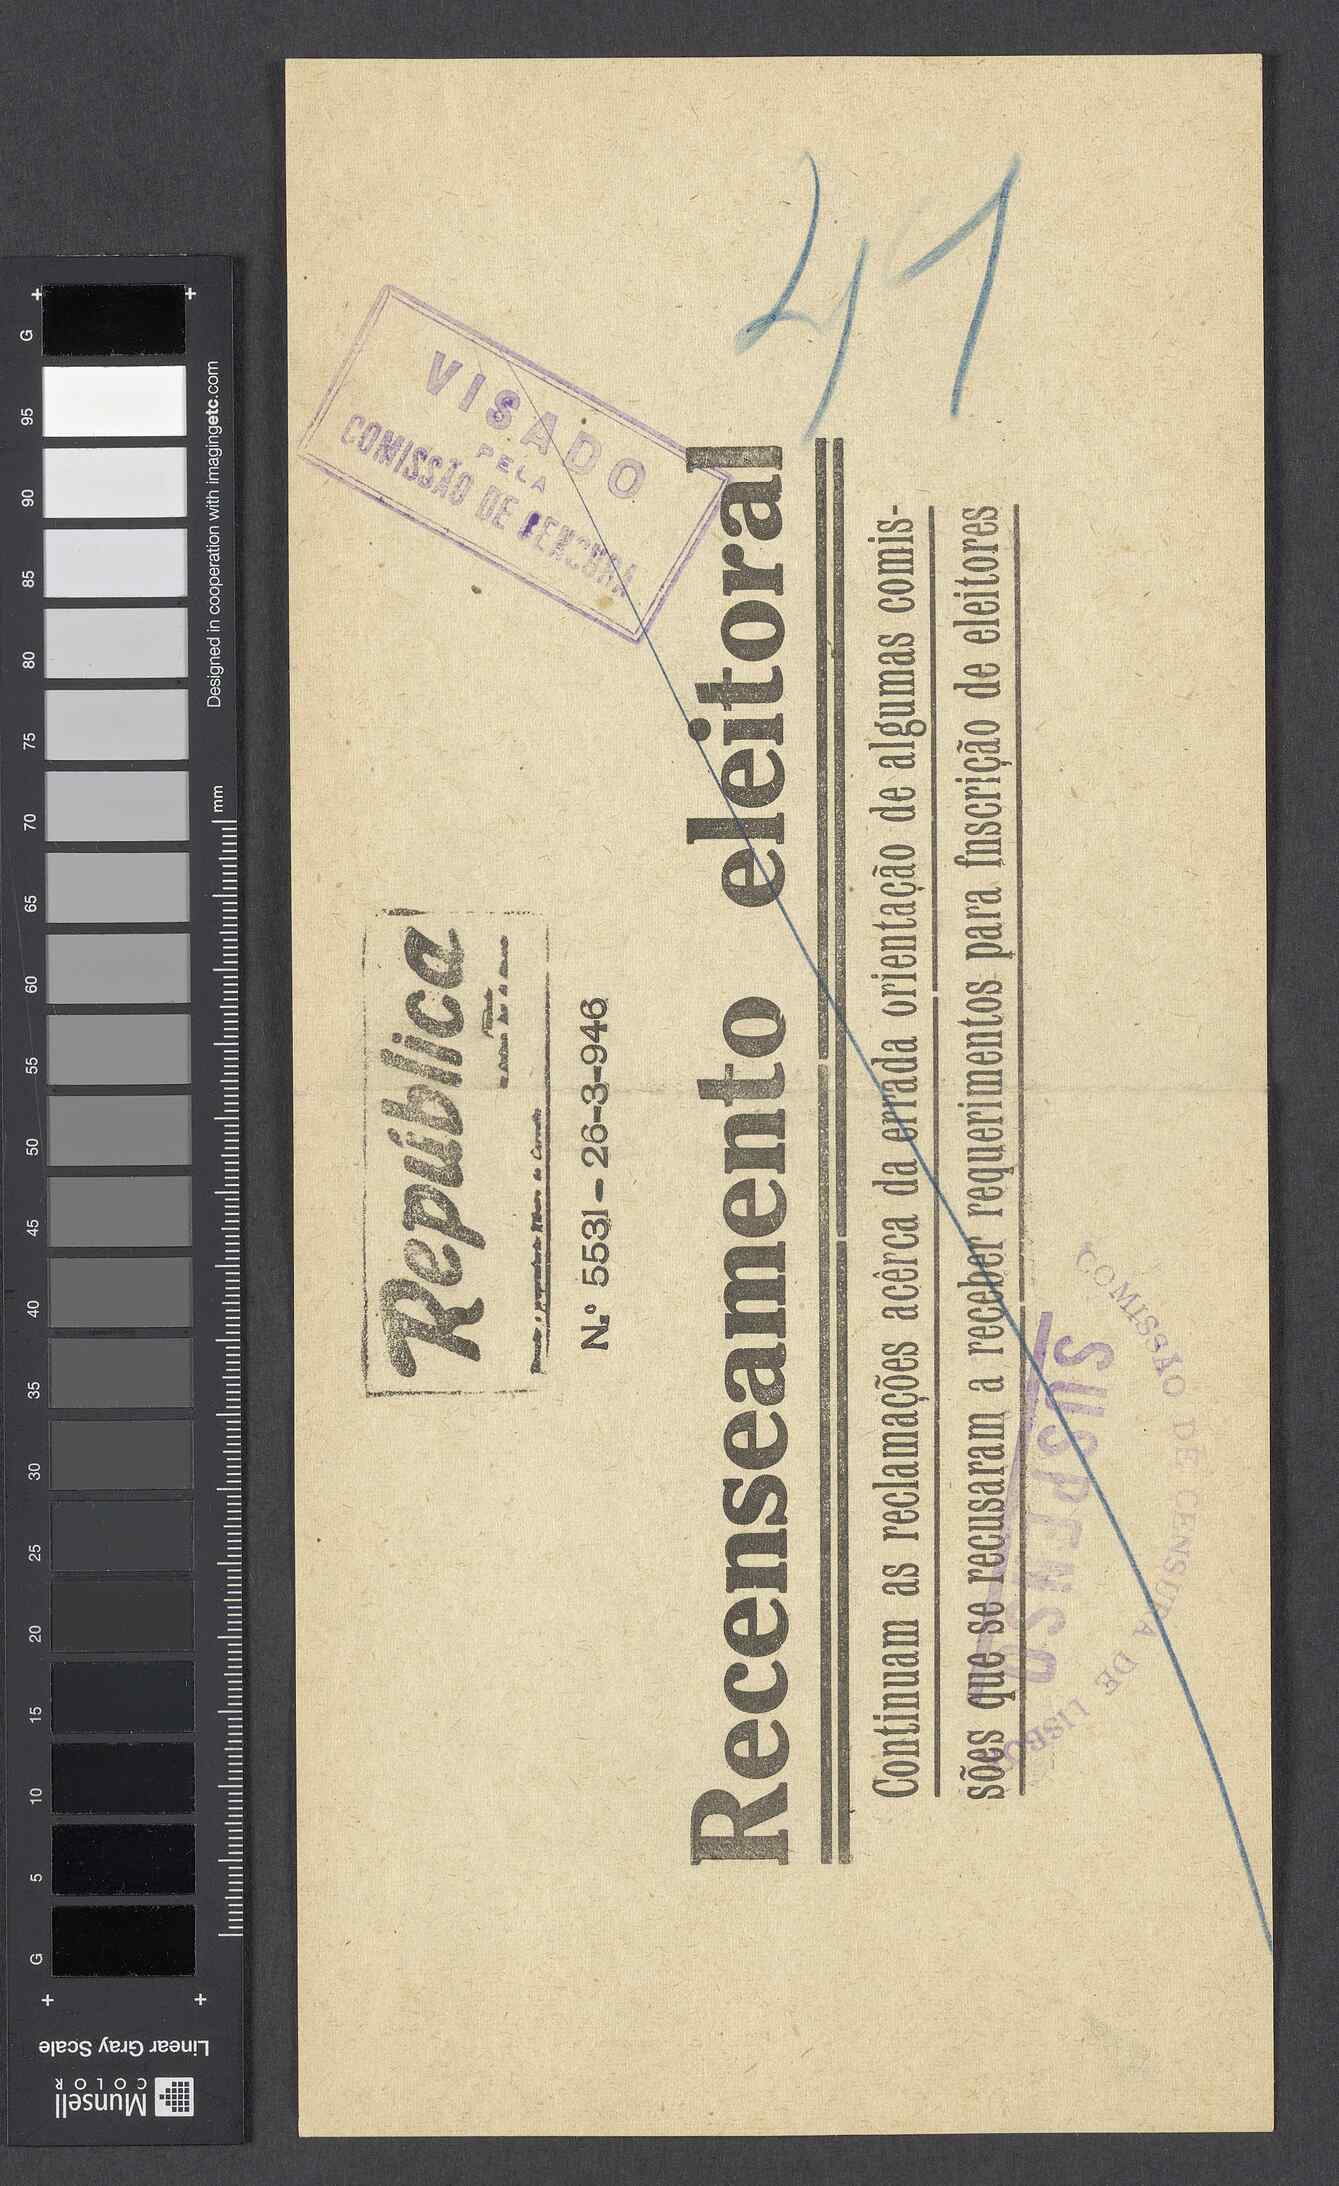 República
N.º 5531 - 26-3-946
VISADO
PELA
COMISSÃO DE CENSURA
41
Recenseamento eleitoral
Continuam as reclamações acêrca da errada orientação de algumas comis-
sões que se recusaram a receber requerimentos para fnscrição de eleitores
SUSPENSO
COMISSÃO DE CENSURA DE LISBOA
G 95 90 85 80 75 70 65 60 55 50 45 40 35 30 25 20 15 10 5 G
mm
Designed in cooperation with imagingetc.com
Linear Gray Scale
Munsell
COLOR